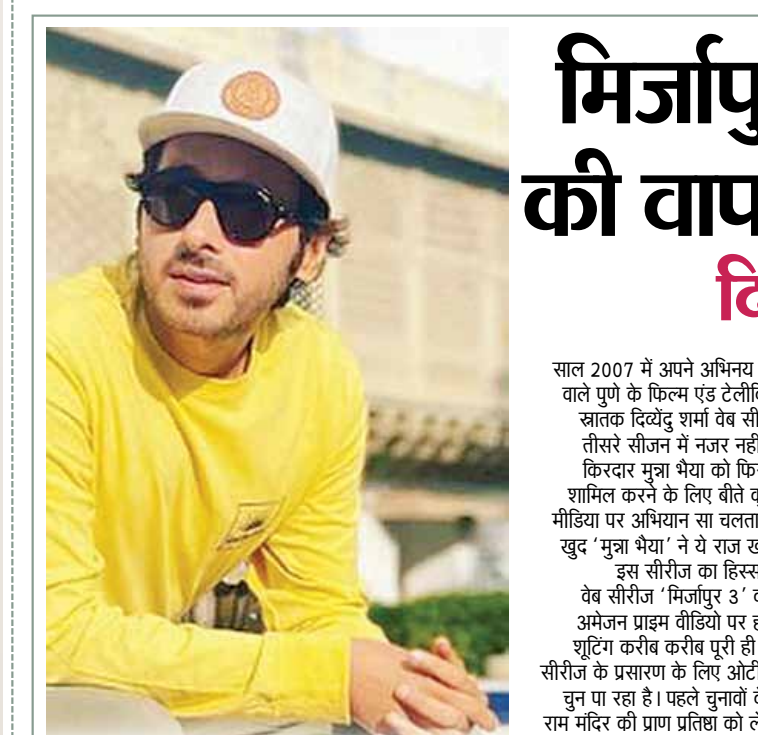 मिर्जापु
की वाप
दि
साल 2007 में अपने अभिनय
वाले पुणे के फिल्म एंड टेलीवि
स्नातक दिव्येंदु शर्मा वेब सी
तीसरे सीजन में नजर नहीं
किरदार मुन्ना भैया को फि
शामिल करने के लिए बीते
मीडिया पर अभियान सा चलता
खुद ‘मुन्ना भैया’ ने ये राज ख
इस सीरीज का हिस्स
वेब सीरीज ‘मिर्जापुर 3’
अमेजन प्राइम वीडियो पर
शूटिंग करीब करीब पूरी ही
सीरीज के प्रसारण के लिए ओटी
चुन पा रहा है। पहले चुनावों
राम मंदिर की प्राण प्रतिष्ठा को